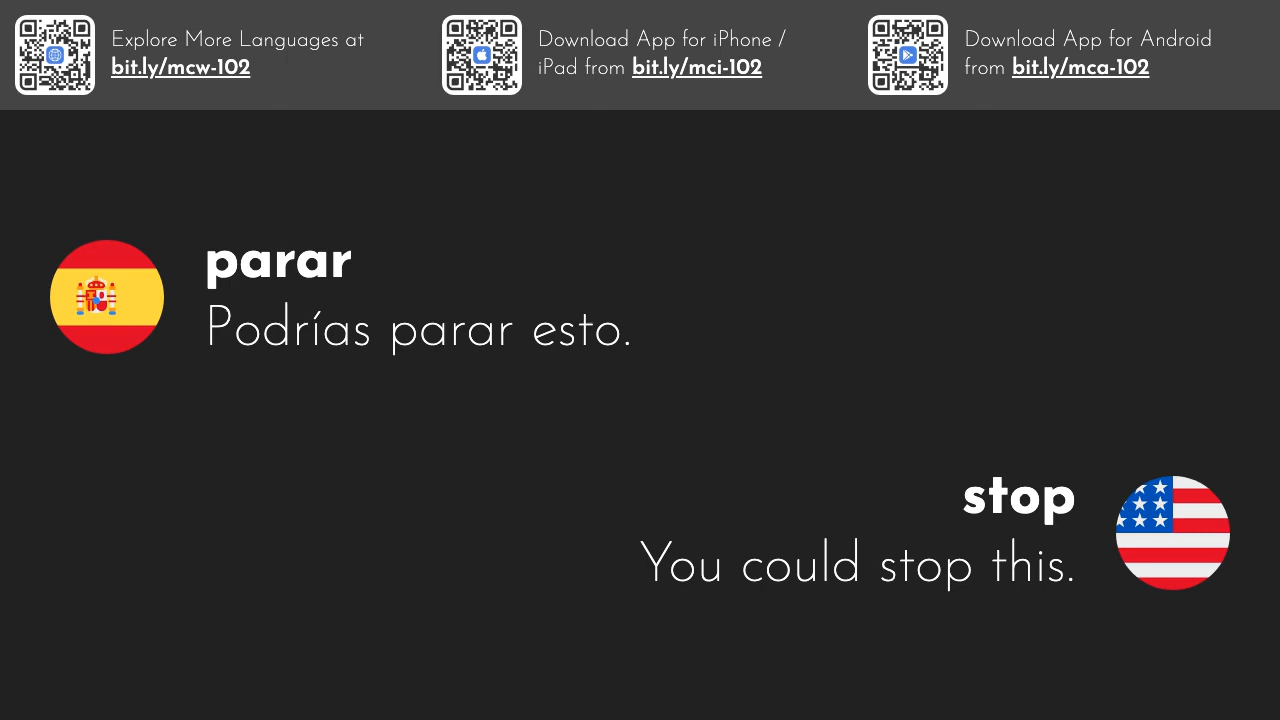 Explore More Languages at
bit.ly/mcw-102
Download App for iPhone /
iPad from bit.ly/mci-102
Download App for Android
from bit.ly/mca-102
parar
Podrías parar esto.
stop
You could stop this.